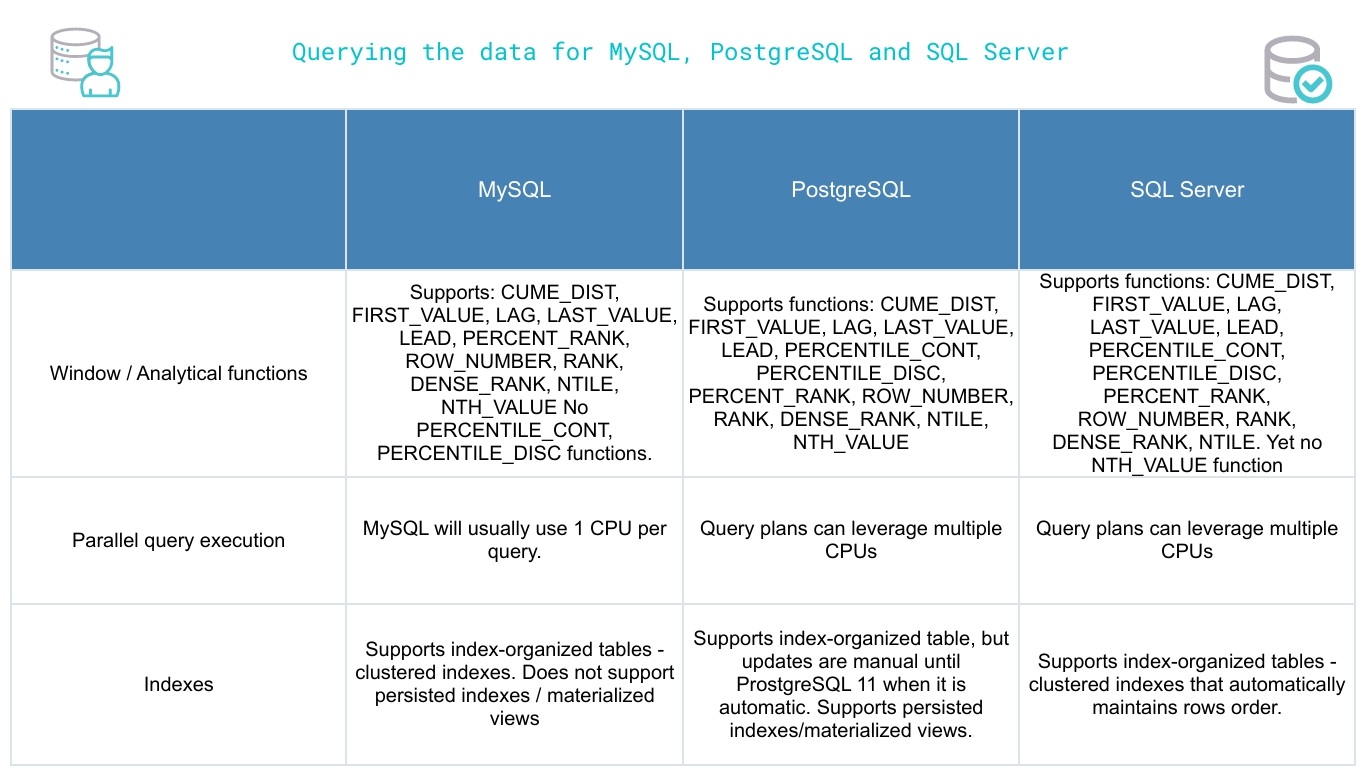 Querying the data for MySQL, PostgreSQL and SQL Server
MySQL
PostgreSQL
SQL Server
Window / Analytical functions
Supports: CUME_DIST,
FIRST_VALUE, LAG, LAST_VALUE,
LEAD, PERCENT_RANK,
ROW_NUMBER, RANK,
DENSE_RANK, NTILE,
NTH_VALUE No
PERCENTILE_CONT,
PERCENTILE_DISC functions.
Supports functions: CUME_DIST,
FIRST_VALUE, LAG, LAST_VALUE,
LEAD, PERCENTILE_CONT,
PERCENTILE_DISC,
PERCENT_RANK, ROW_NUMBER,
RANK, DENSE_RANK, NTILE,
NTH_VALUE
Supports functions: CUME_DIST,
FIRST_VALUE, LAG,
LAST_VALUE, LEAD,
PERCENTILE_CONT,
PERCENTILE_DISC,
PERCENT_RANK,
ROW_NUMBER, RANK,
DENSE_RANK, NTILE. Yet no
NTH_VALUE function
Parallel query execution
MySQL will usually use 1 CPU per
query.
Query plans can leverage multiple
CPUs
Query plans can leverage multiple
CPUs
Indexes
Supports index-organized tables -
clustered indexes. Does not support
persisted indexes / materialized
views
Supports index-organized table, but
updates are manual until
ProstgreSQL 11 when it is
automatic. Supports persisted
indexes/materialized views.
Supports index-organized tables -
clustered indexes that automatically
maintains rows order.